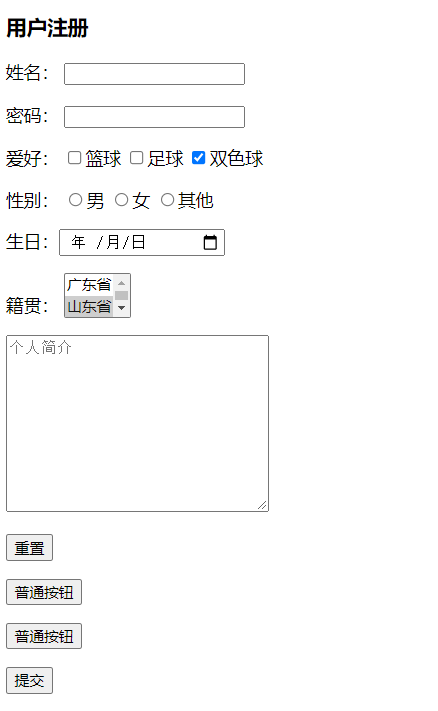 用户注册
姓名：
密码：
爱好： 篮球 足球 双色球
性别： 男 女 其他
生日： 年 /月/日
籍贯： 广东省
山东省
个人简介
重置
普通按钮
普通按钮
提交